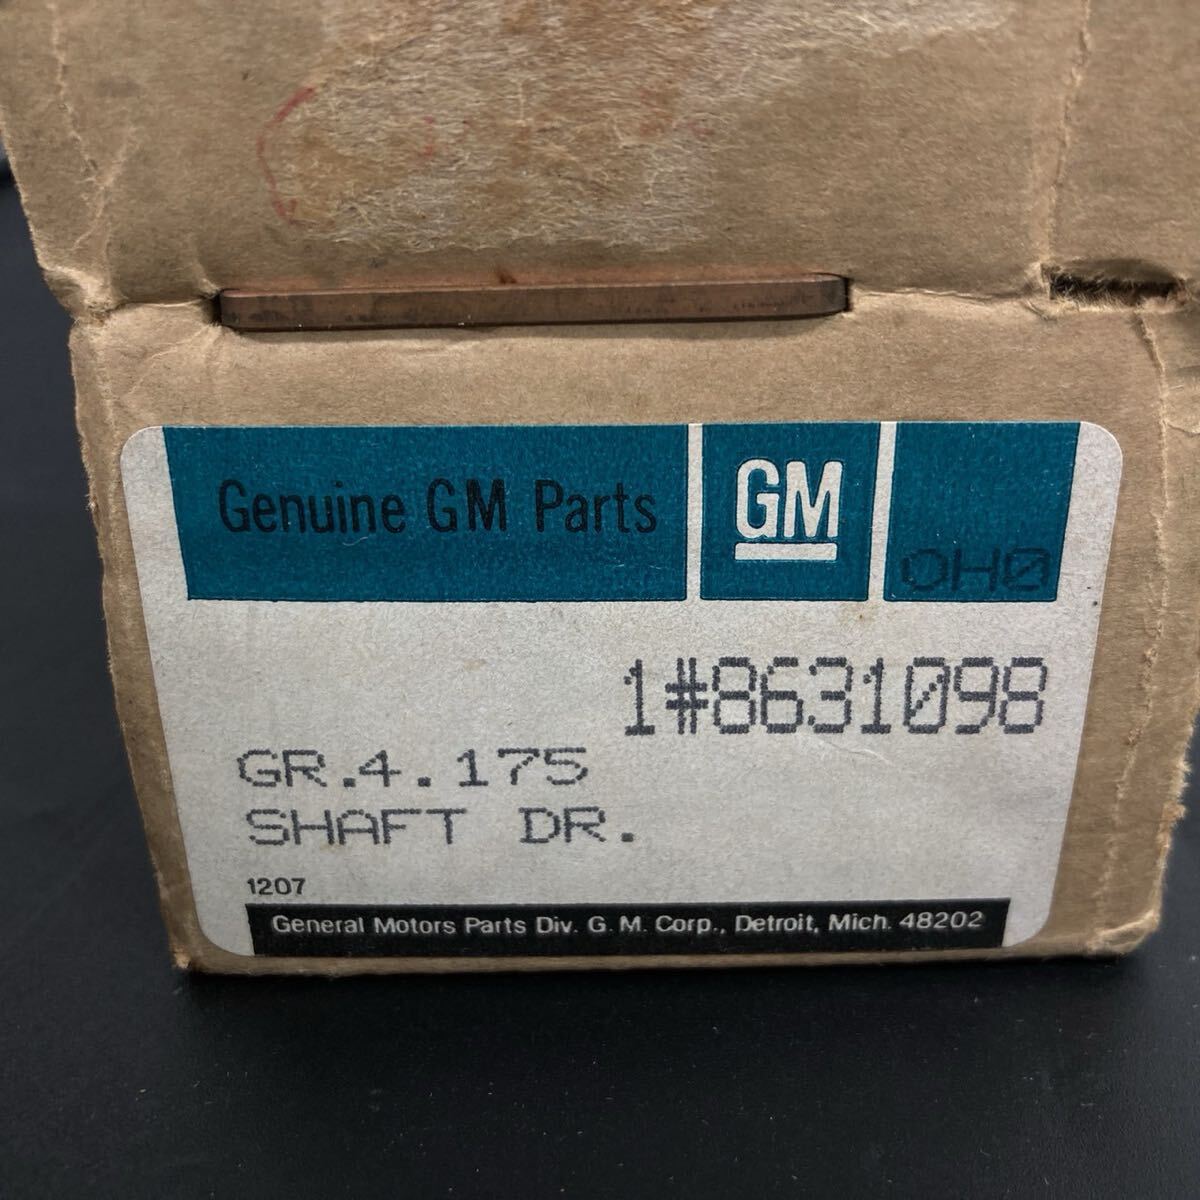 Genuine GM Parts
GM
OH0
1#8631098
GR.4.175
SHAFT DR.
1207
General Motors Parts Div. G.M. Corp., Detroit, Mich. 48202